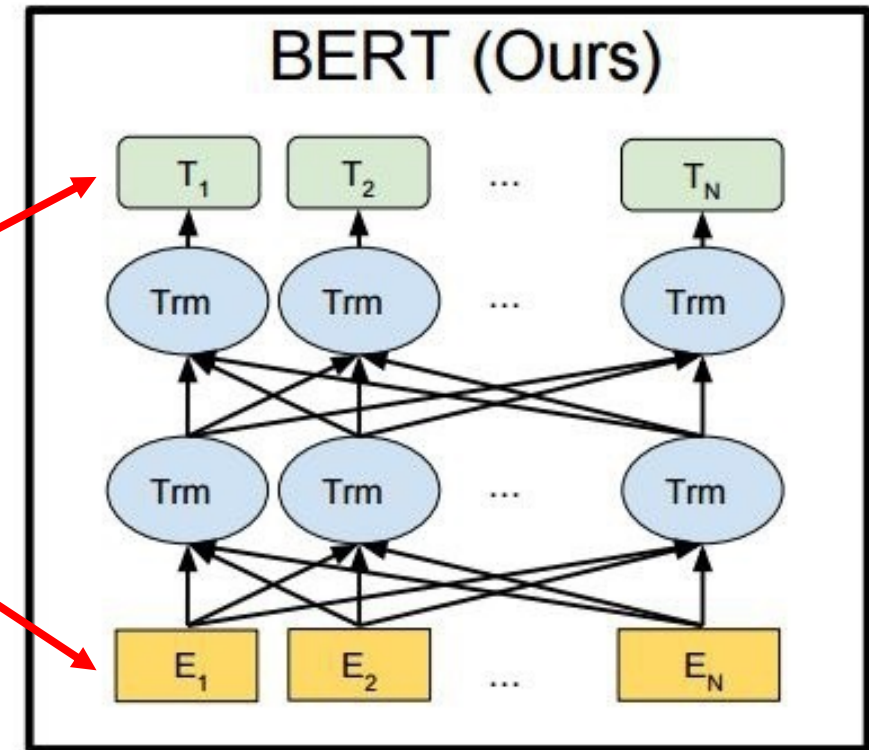 BERT (Ours)
T1 T2 ... TN
Trm Trm ... Trm
Trm Trm ... Trm
E1 E2 ... EN